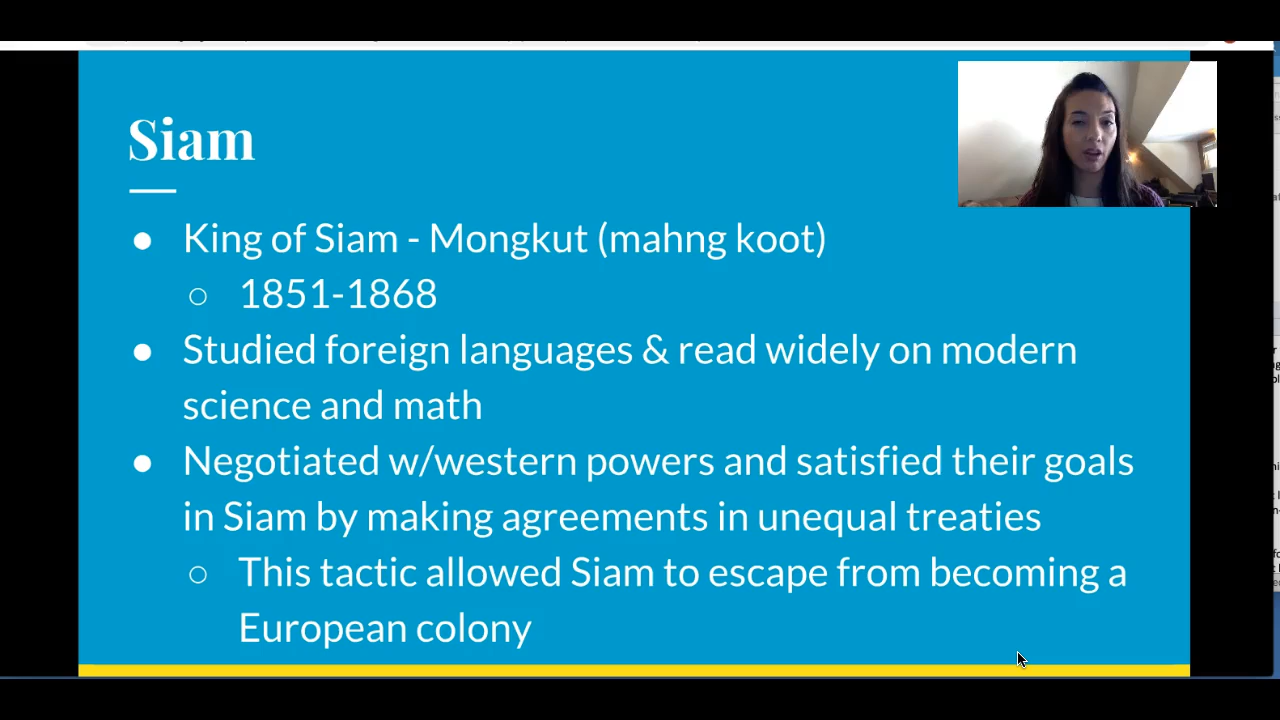 Siam
● King of Siam - Mongkut (mahng koot)
○ 1851-1868
● Studied foreign languages & read widely on modern
science and math
● Negotiated w/western powers and satisfied their goals
in Siam by making agreements in unequal treaties
○ This tactic allowed Siam to escape from becoming a
European colony